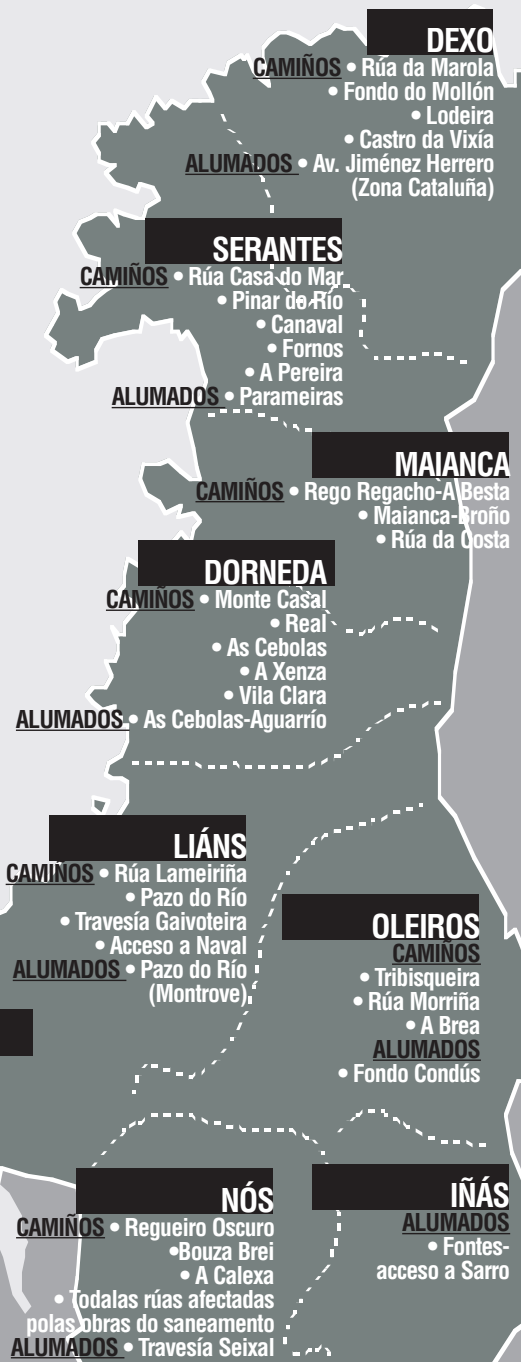 DEXO
CAMIÑOS • Rúa da Marola
• Fondo do Mollón
• Lodeira
• Castro da Vixía
ALUMADOS • Av. Jiménez Herrero
(Zona Cataluña)
SERANTES
CAMIÑOS • Rúa Casa do Mar
• Pinar do Río
• Canaval
• Fornos
• A Pereira
ALUMADOS • Parameiras
MAIANCA
CAMIÑOS • Rego Regacho-A Besta
• Maianca-Broño
• Rúa da Costa
DORNEDA
CAMIÑOS • Monte Casal
• Real
• As Cebolas
• A Xenza
• Vila Clara
ALUMADOS • As Cebolas-Aguarrío
LIÁNS
CAMIÑOS • Rúa Lameiriña
• Pazo do Río
• Travesía Gaivoteira
• Acceso a Naval
ALUMADOS • Pazo do Río
(Montrove)
OLEIROS
CAMIÑOS
• Tribisqueira
• Rúa Morriña
• A Brea
ALUMADOS
• Fondo Condús
NÓS
CAMIÑOS • Regueiro Oscuro
•Bouza Brei
• A Calexa
• Todalas rúas afectadas
polas obras do saneamento
ALUMADOS • Travesía Seixal
IÑÁS
ALUMADOS
• Fontes-
acceso a Sarro